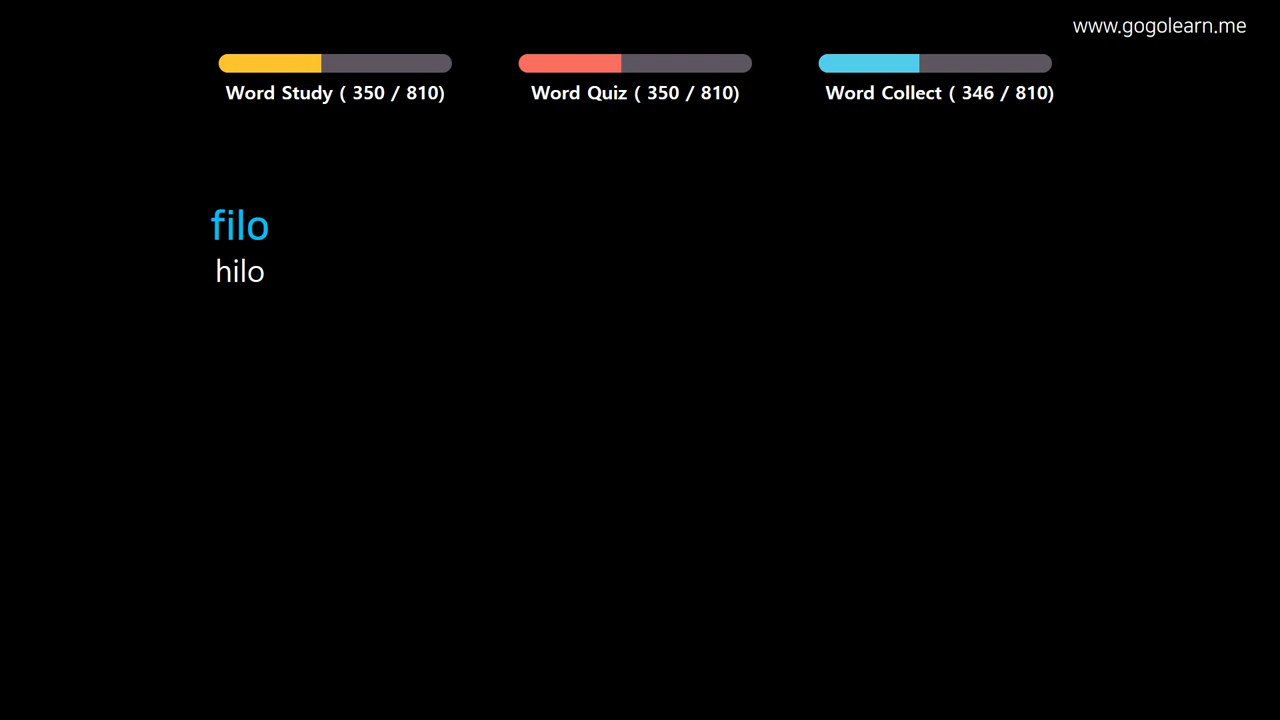 www.gogolearn.me
Word Study ( 350 / 810)
Word Quiz ( 350 / 810)
Word Collect ( 346 / 810)
filo
hilo